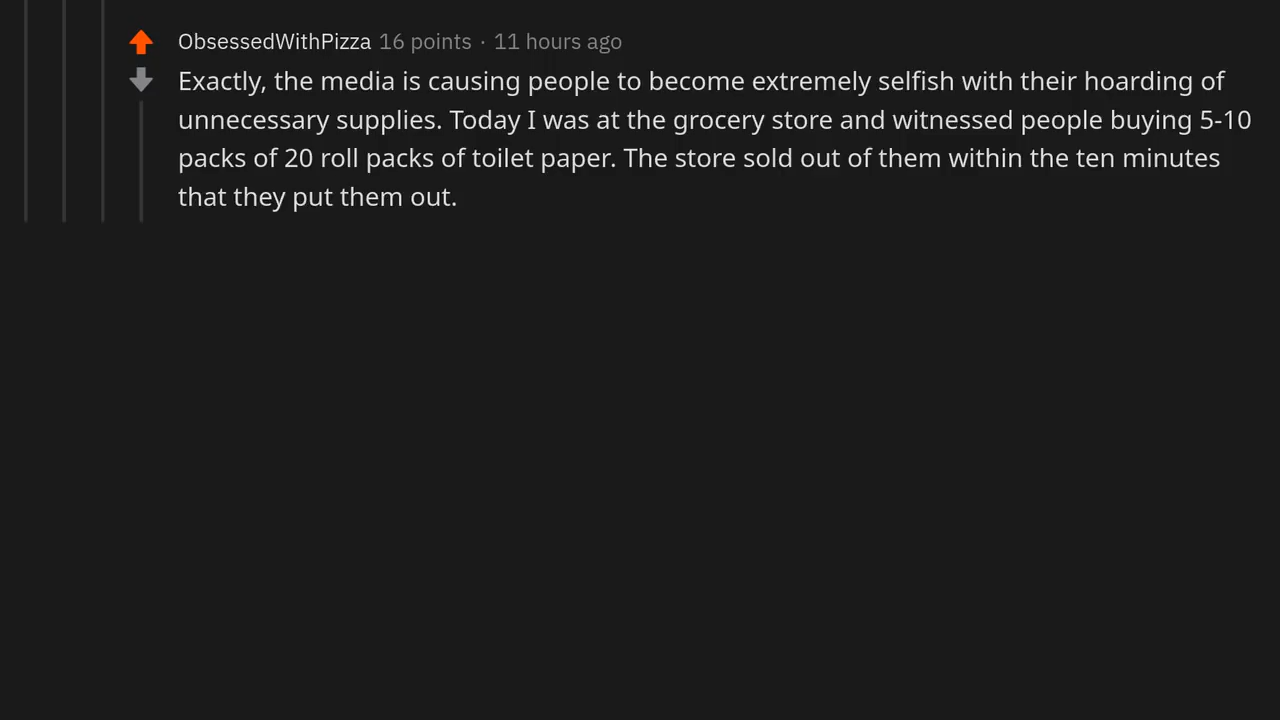 ObsessedWithPizza 16 points · 11 hours ago
Exactly, the media is causing people to become extremely selfish with their hoarding of
unnecessary supplies. Today I was at the grocery store and witnessed people buying 5-10
packs of 20 roll packs of toilet paper. The store sold out of them within the ten minutes
that they put them out.